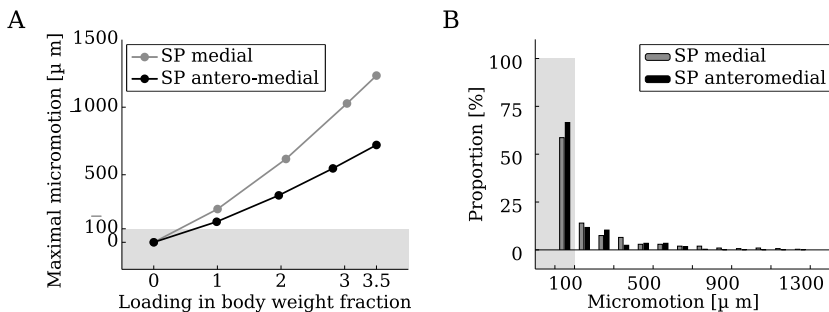 A
Maximal micromotion [µ m]
1500
1000
500
100
0
SP medial
SP antero-medial
0 1 2 3 3.5
Loading in body weight fraction
B
Proportion [%]
100
75
50
25
0
SP medial
SP anteromedial
100 500 900 1300
Micromotion [µ m]